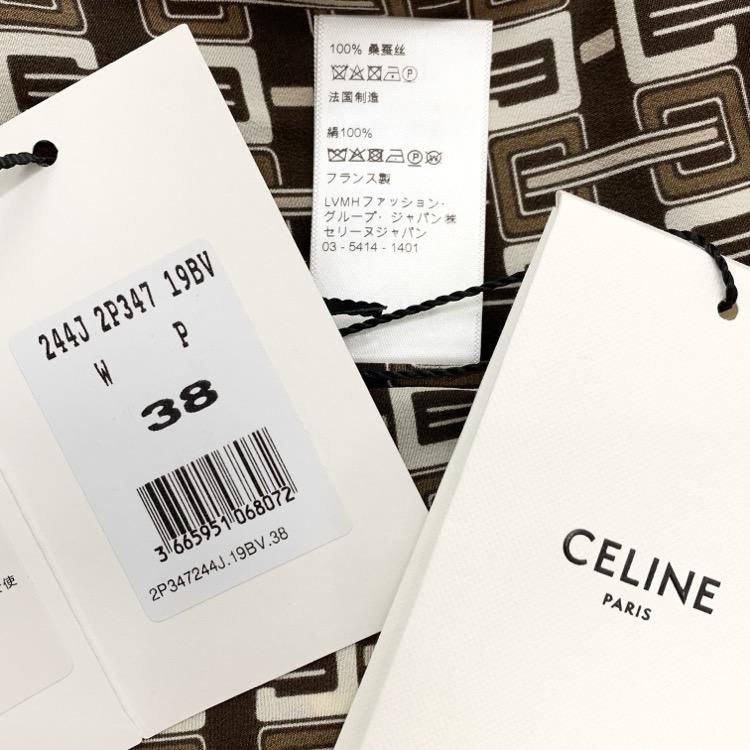 100% 桑蚕丝
法国制造
絹100%
フランス製
LVMHファッション・
グループ・ジャパン㈱
セリーヌジャパン
03 - 5414 - 1401
244J 2P347 19BV
W P
38
3 665951 068072
2P347244J.19BV.38
使
CELINE
PARIS